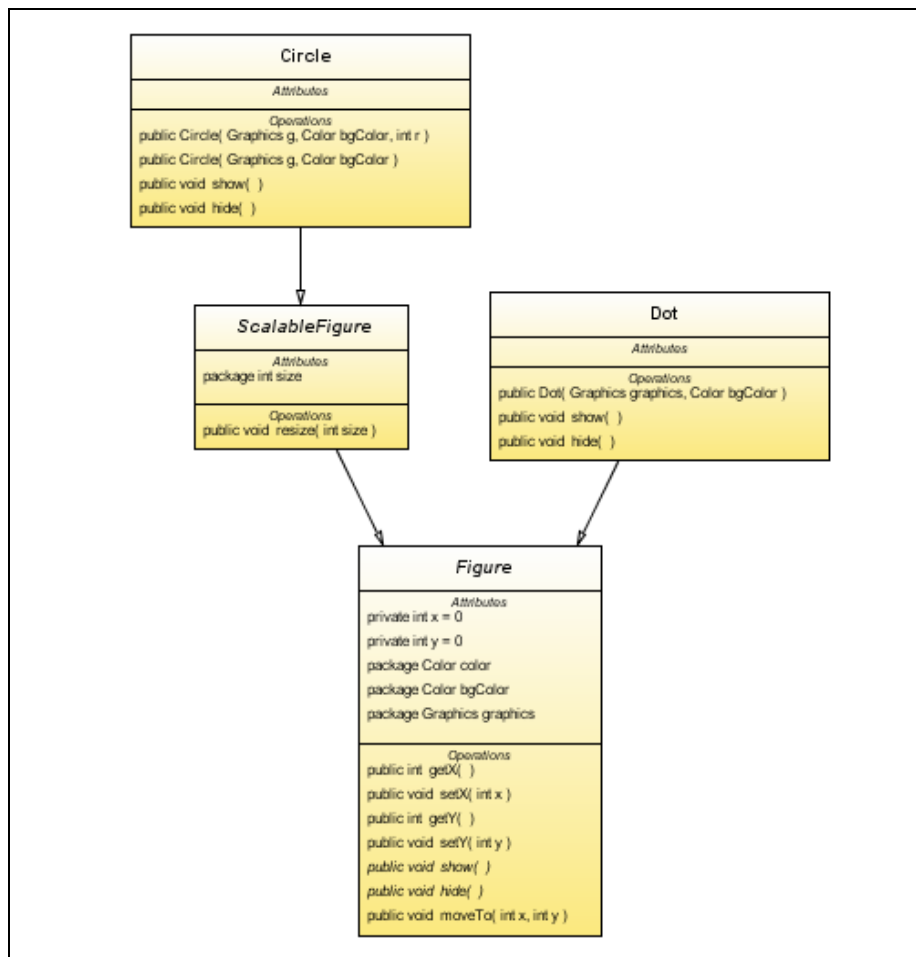 Circle
Attributes
Operations
public Circle( Graphics g, Color bgColor, int r )
public Circle( Graphics g, Color bgColor )
public void show( )
public void hide( )
ScalableFigure
Attributes
package int size
Operations
public void resize( int size )
Dot
Attributes
Operations
public Dot( Graphics graphics, Color bgColor )
public void show( )
public void hide( )
Figure
Attributes
private int x = 0
private int y = 0
package Color color
package Color bgColor
package Graphics graphics
Operations
public int getX( )
public void setX( int x )
public int getY( )
public void setY( int y )
public void show( )
public void hide( )
public void moveTo( int x, int y )